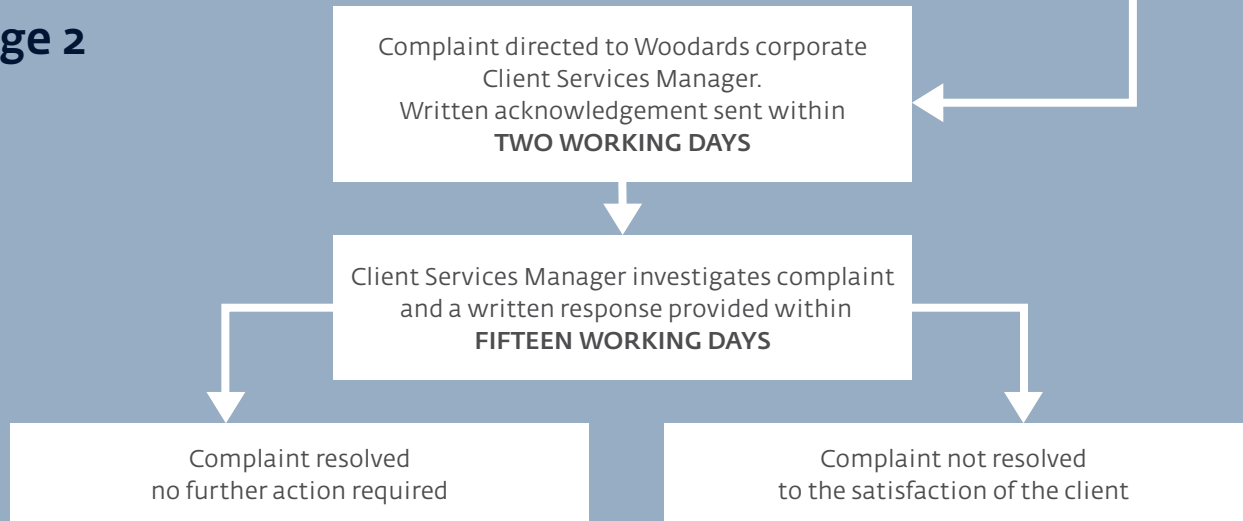 ge 2
Complaint directed to Woodards corporate
Client Services Manager.
Written acknowledgement sent within
TWO WORKING DAYS
Client Services Manager investigates complaint
and a written response provided within
FIFTEEN WORKING DAYS
Complaint resolved
no further action required
Complaint not resolved
to the satisfaction of the client